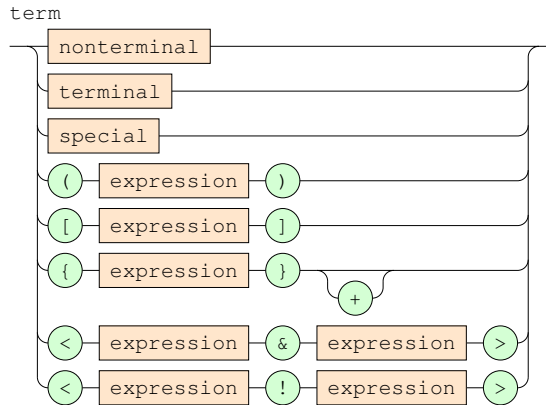 term
nonterminal
terminal
special
( expression )
[ expression ]
{ expression }
+
< expression & expression >
< expression ! expression >